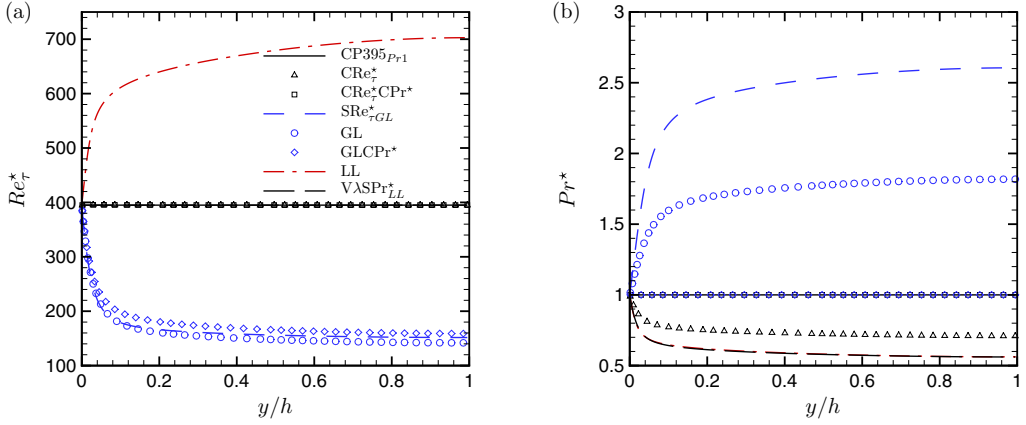 (a)
(b)
700
600
500
400
300
200
100
Re⋆τ
CP395Pr1
CRe⋆τ
CRe⋆τCPr⋆
SRe⋆τGL
GL
GLCPr⋆
LL
VλSPr⋆LL
0
0.2
0.4
0.6
0.8
1
y/h
3
2.5
2
1.5
1
0.5
Pr⋆
0
0.2
0.4
0.6
0.8
1
y/h